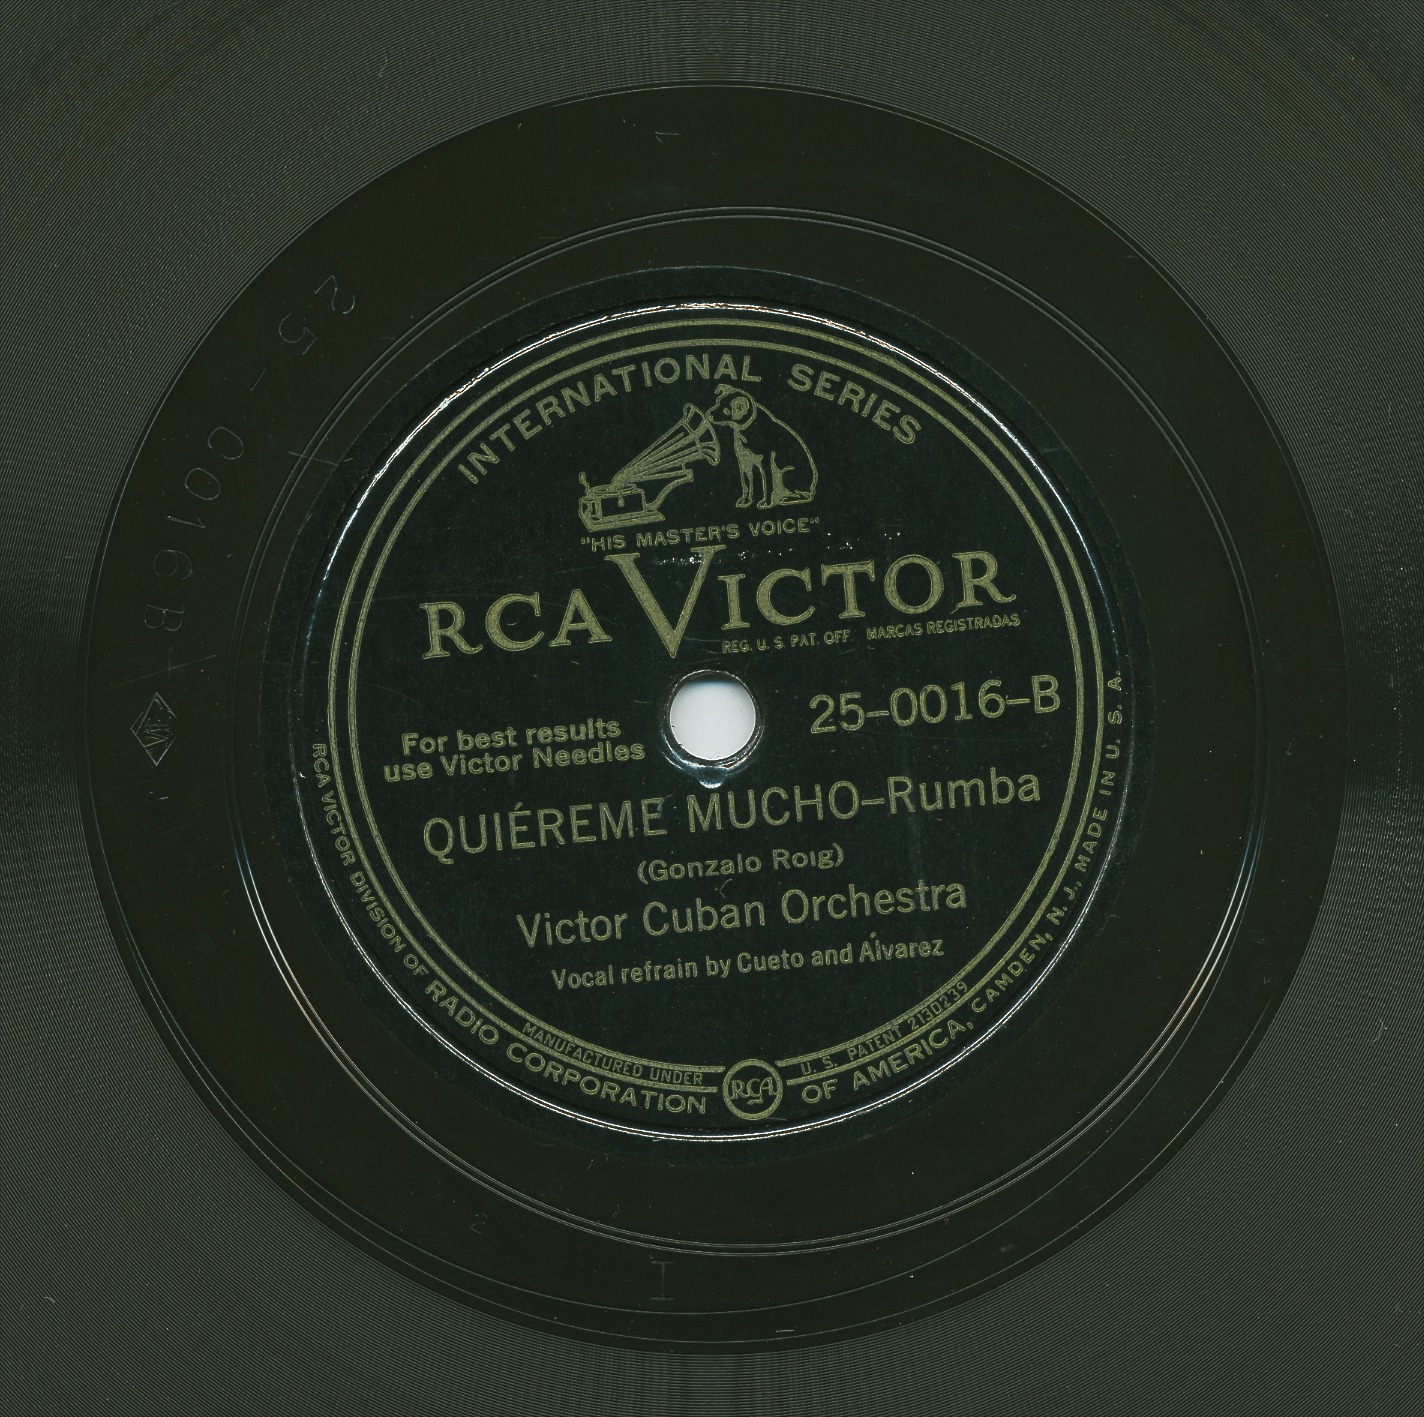 INTERNATIONAL SERIES
"HIS MASTER'S VOICE"
RCA VICTOR
REG. U. S. PAT. OFF. MARCAS REGISTRADAS
25-0016-B
For best results
use Victor Needles
QUIÉREME MUCHO-Rumba
(Gonzalo Roig)
Victor Cuban Orchestra
Vocal refrain by Cueto and Álvarez
MANUFACTURED UNDER U. S. PATENT 2130239
RCA
RCA VICTOR DIVISION OF RADIO CORPORATION OF AMERICA, CAMDEN, N. J., MADE IN U. S. A.
25-0016B
1
2
I